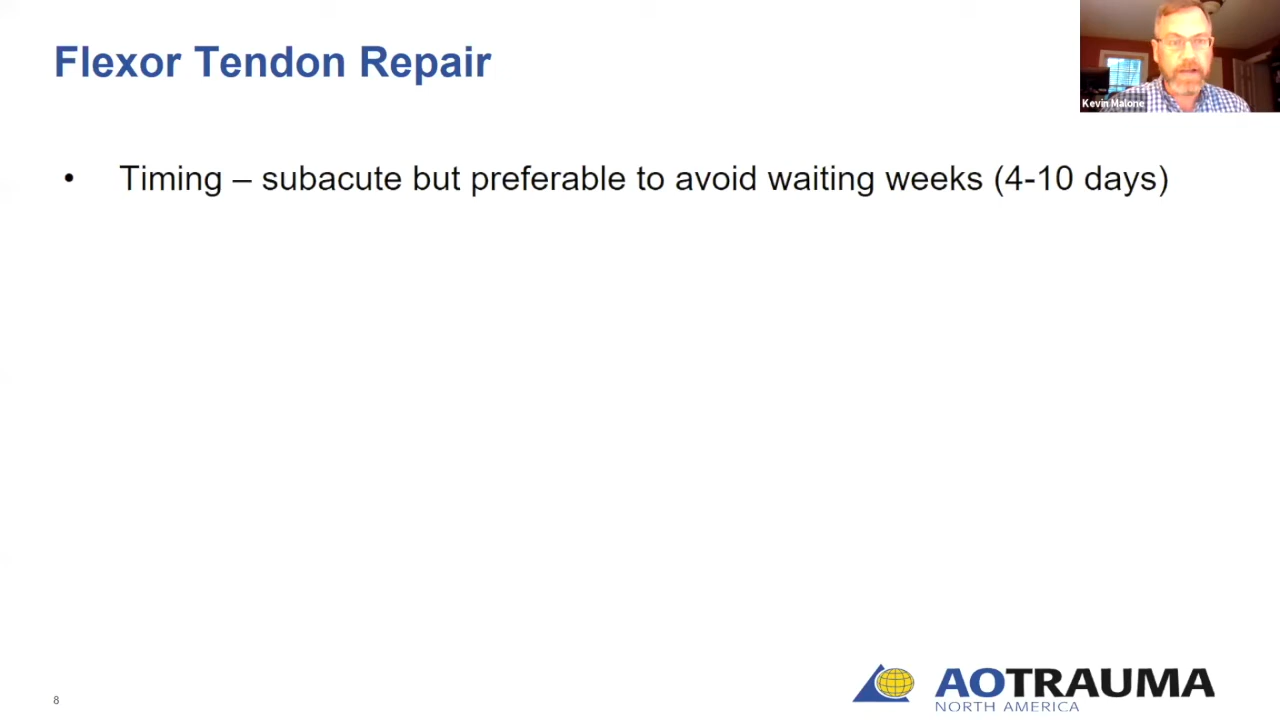 Flexor Tendon Repair
Kevin Malone
• Timing – subacute but preferable to avoid waiting weeks (4-10 days)
8
AOTRAUMA
NORTH AMERICA